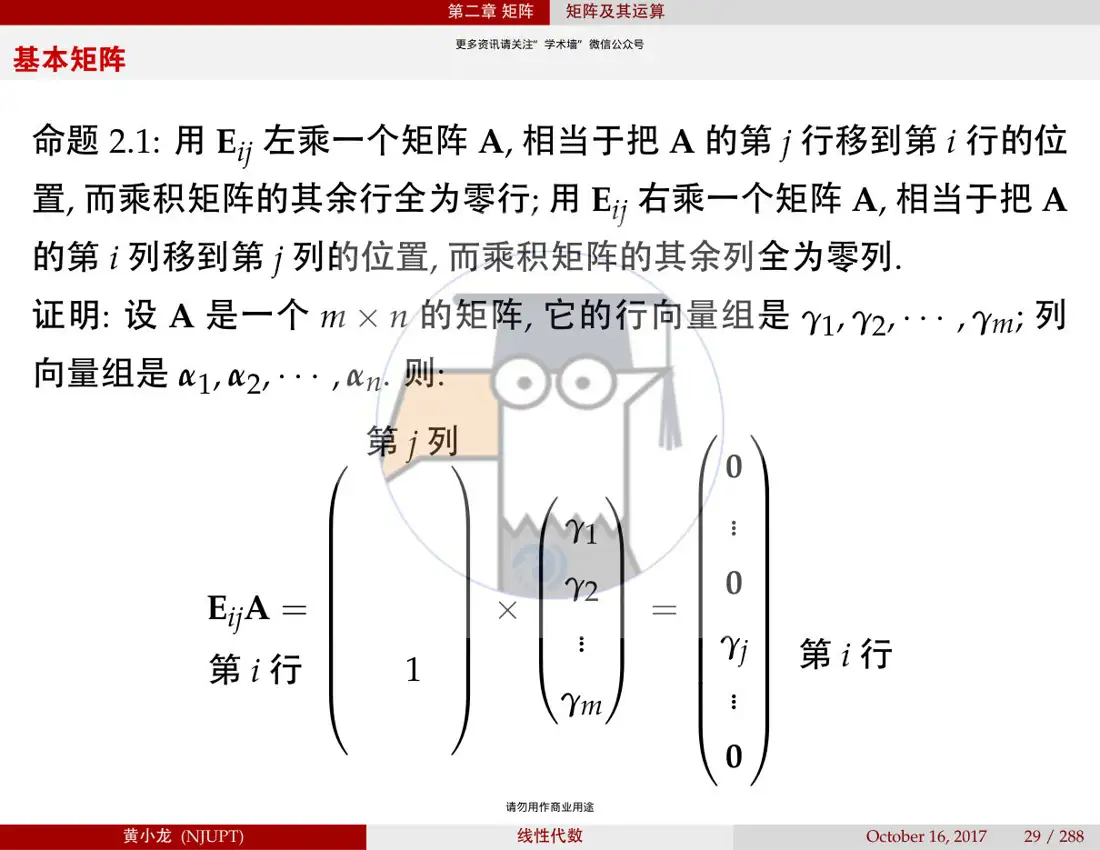 第二章 矩阵 矩阵及其运算
更多资讯请关注“学术墙”微信公众号
基本矩阵
命题 2.1: 用 E_{ij} 左乘一个矩阵 A, 相当于把 A 的第 j 行移到第 i 行的位
置, 而乘积矩阵的其余行全为零行; 用 E_{ij} 右乘一个矩阵 A, 相当于把 A
的第 i 列移到第 j 列的位置, 而乘积矩阵的其余列全为零列.
证明: 设 A 是一个 m × n 的矩阵, 它的行向量组是 γ₁, γ₂, ⋯ , γₘ; 列
向量组是 α₁, α₂, ⋯ , αₙ. 则:
第 j 列
E_{ij}A = ( 1 ) × ( γ₁ γ₂ ⋮ γₘ ) = ( 0 ⋮ 0 γⱼ ⋮ 0 ) 第 i 行
第 i 行
请勿用作商业用途
黄小龙 (NJUPT) 线性代数 October 16, 2017 29 / 288